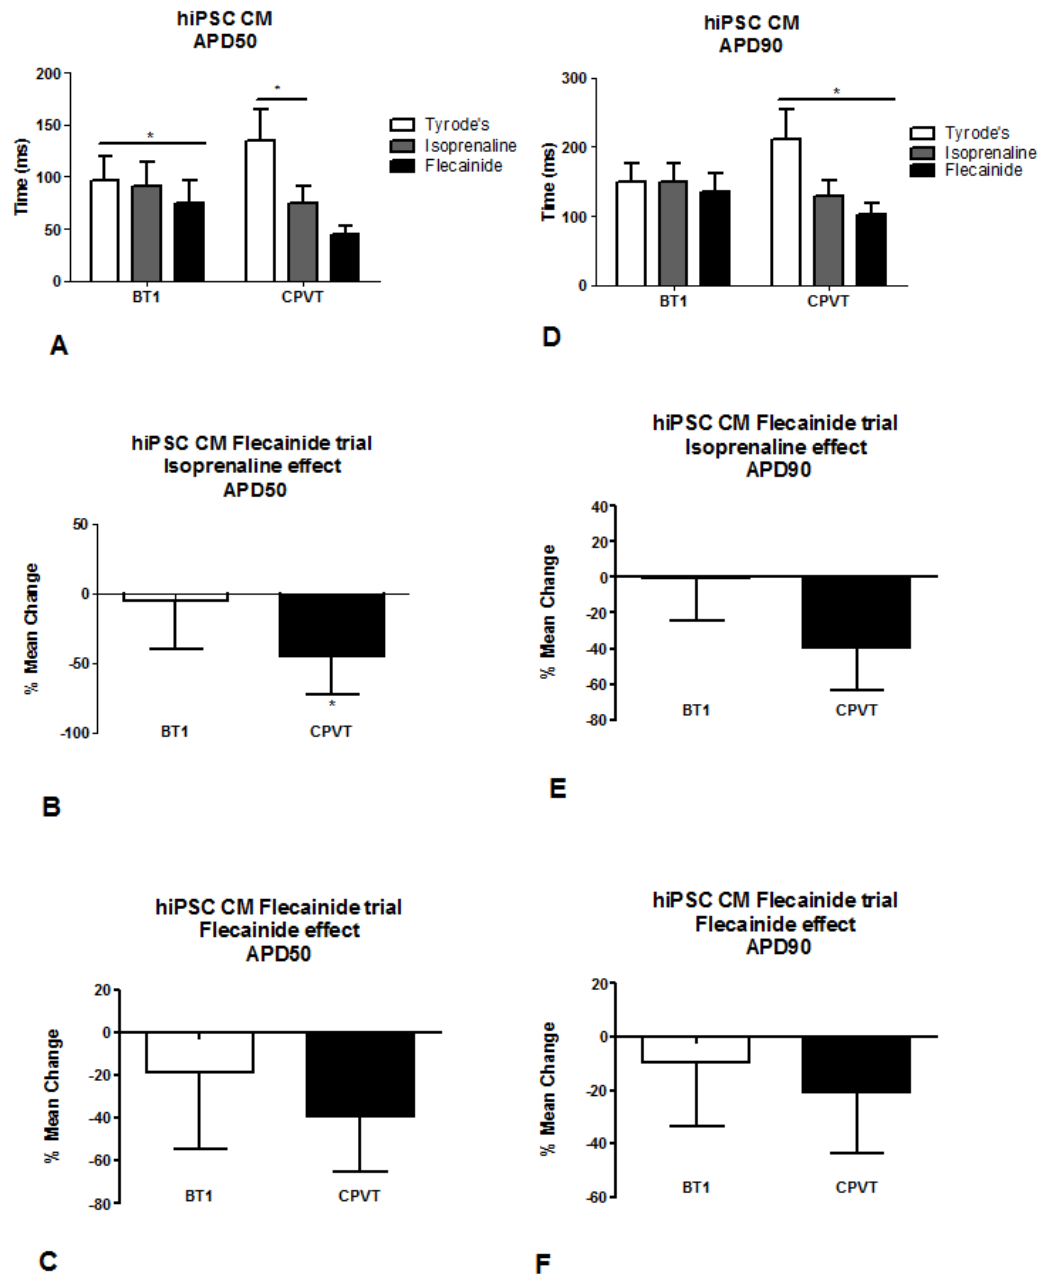 hiPSC CM
APD50
200
150
100
50
0
Time (ms)
*
*
BT1
CPVT
Tyrode's
Isoprenaline
Flecainide
A
hiPSC CM
APD90
300
200
100
0
Time (ms)
*
BT1
CPVT
Tyrode's
Isoprenaline
Flecainide
D
hiPSC CM Flecainide trial
Isoprenaline effect
APD50
50
0
-50
-100
% Mean Change
*
BT1
CPVT
B
hiPSC CM Flecainide trial
Isoprenaline effect
APD90
40
20
0
-20
-40
-60
-80
% Mean Change
BT1
CPVT
E
hiPSC CM Flecainide trial
Flecainide effect
APD50
20
0
-20
-40
-60
-80
% Mean Change
BT1
CPVT
C
hiPSC CM Flecainide trial
Flecainide effect
APD90
20
0
-20
-40
-60
% Mean Change
BT1
CPVT
F